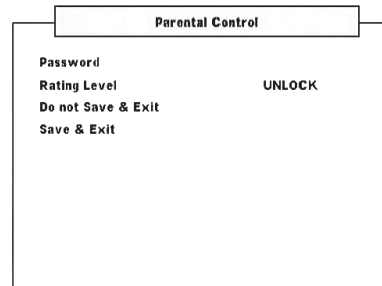 Parental Control
Password
Rating Level UNLOCK
Do not Save & Exit
Save & Exit